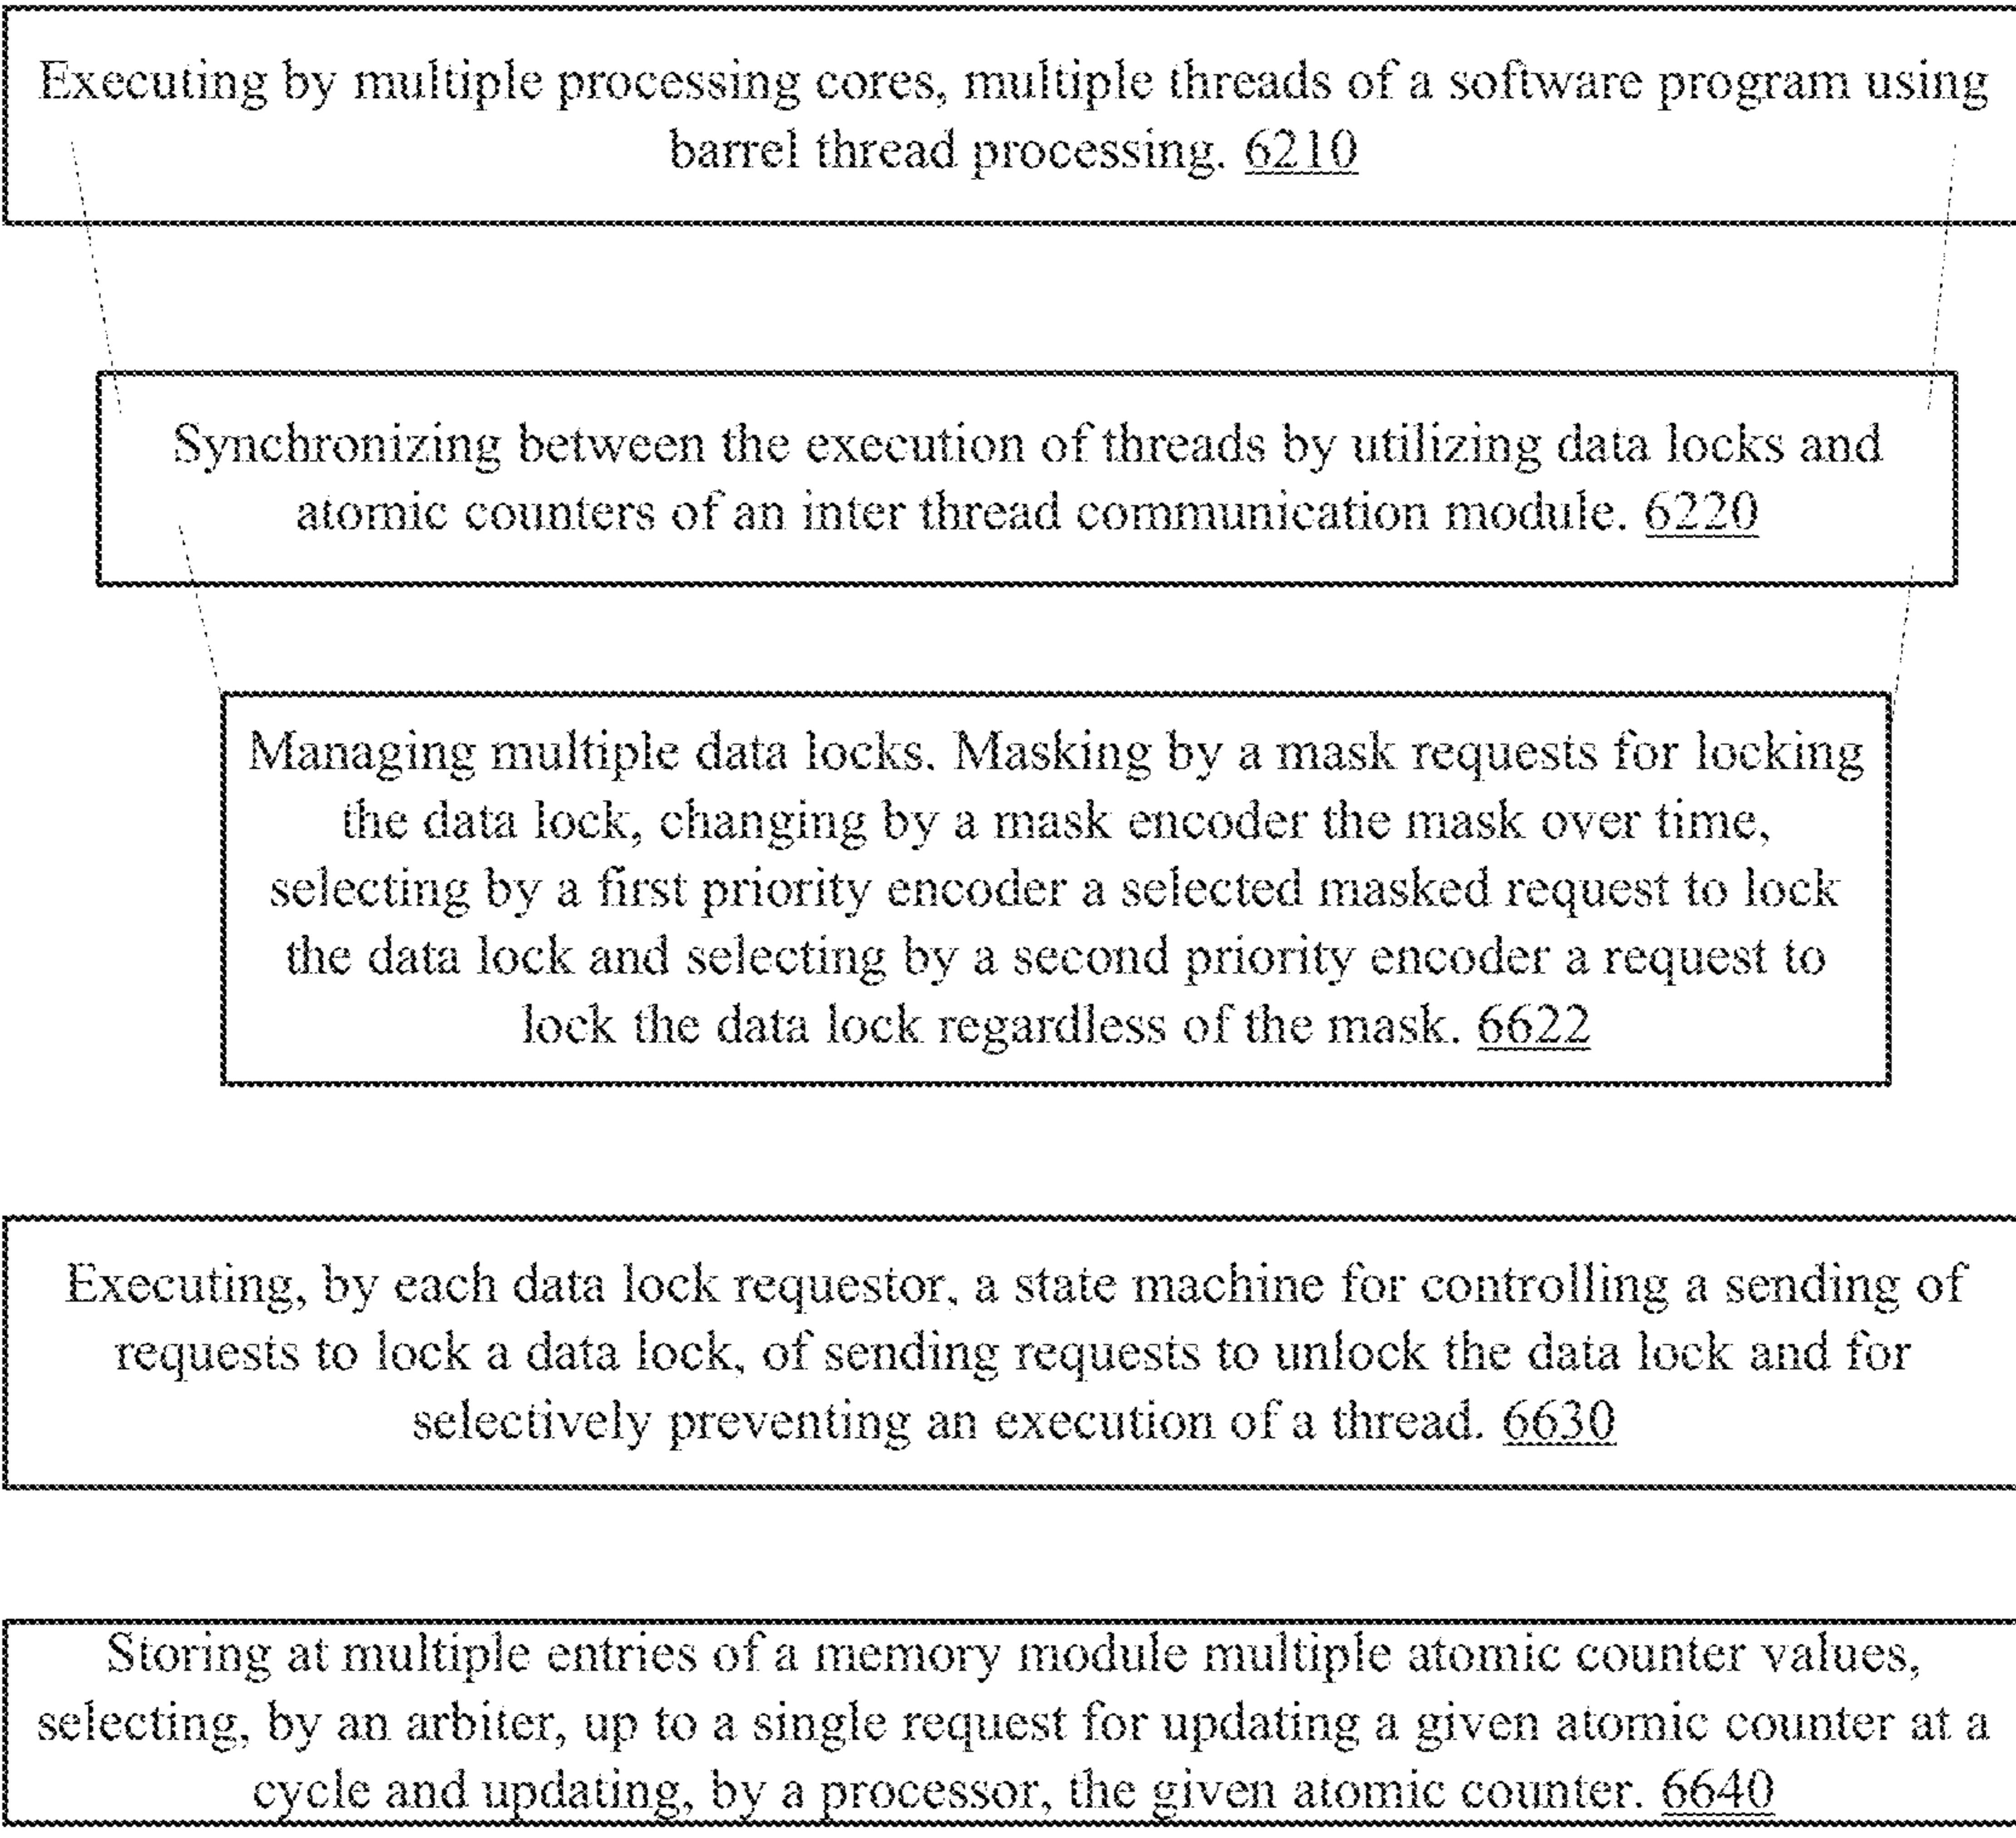 Executing by multiple processing cores, multiple threads of a software program using
barrel thread processing. 6210
Synchronizing between the execution of threads by utilizing data locks and
atomic counters of an inter thread communication module. 6220
Managing multiple data locks. Masking by a mask requests for locking
the data lock, changing by a mask encoder the mask over time,
selecting by a first priority encoder a selected masked request to lock
the data lock and selecting by a second priority encoder a request to
lock the data lock regardless of the mask. 6622
Executing, by each data lock requestor, a state machine for controlling a sending of
requests to lock a data lock, of sending requests to unlock the data lock and for
selectively preventing an execution of a thread. 6630
Storing at multiple entries of a memory module multiple atomic counter values,
selecting, by an arbiter, up to a single request for updating a given atomic counter at a
cycle and updating, by a processor, the given atomic counter. 6640